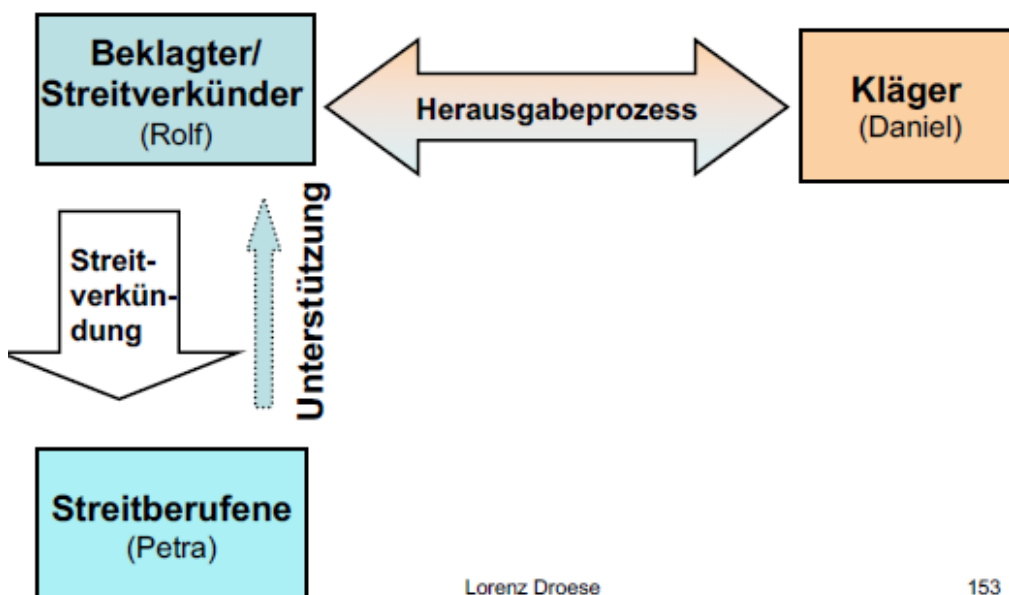 Beklagter/
Streitverkünder
(Rolf)
Herausgabeprozess
Kläger
(Daniel)
Streit-
verkün-
dung
Unterstützung
Streitberufene
(Petra)
Lorenz Droese
153